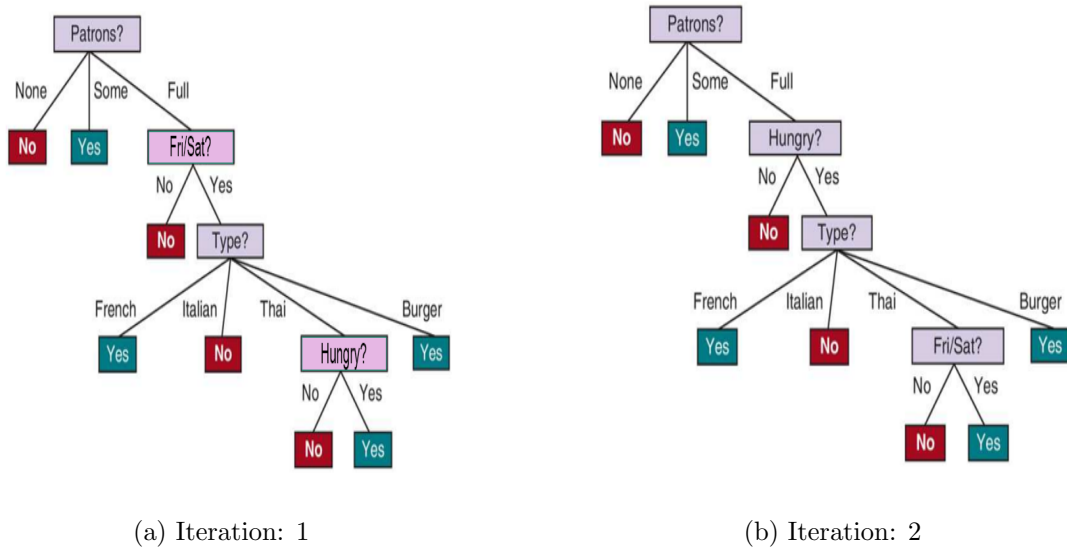 Patrons?
None Some Full
No Yes Fri/Sat?
No Yes
No Type?
French Italian Thai Burger
Yes No Hungry? Yes
No Yes
No Yes
(a) Iteration: 1
Patrons?
None Some Full
No Yes Hungry?
No Yes
No Type?
French Italian Thai Burger
Yes No Fri/Sat? Yes
No Yes
No Yes
(b) Iteration: 2